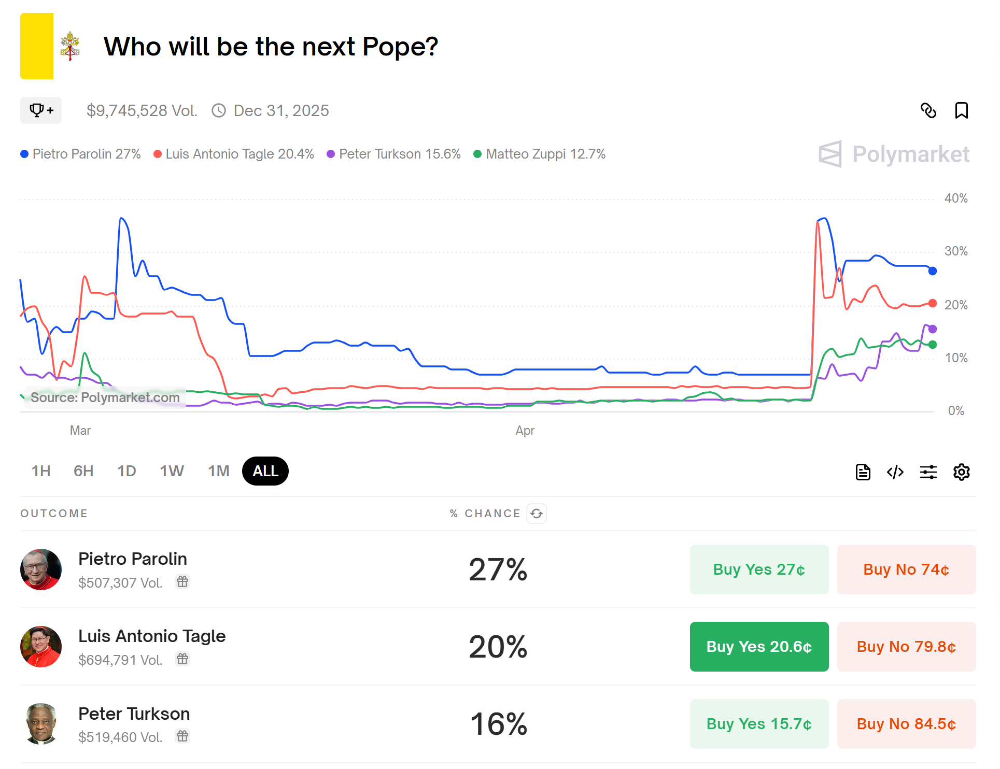 Who will be the next Pope?
+ $9,745,528 Vol. Dec 31, 2025
Pietro Parolin 27% Luis Antonio Tagle 20.4% Peter Turkson 15.6% Matteo Zuppi 12.7%
Polymarket
40%
30%
20%
10%
0%
Source: Polymarket.com
Mar Apr
1H 6H 1D 1W 1M ALL
OUTCOME % CHANCE
Pietro Parolin
$507,307 Vol.
27%
Buy Yes 27¢ Buy No 74¢
Luis Antonio Tagle
$694,791 Vol.
20%
Buy Yes 20.6¢ Buy No 79.8¢
Peter Turkson
$519,460 Vol.
16%
Buy Yes 15.7¢ Buy No 84.5¢